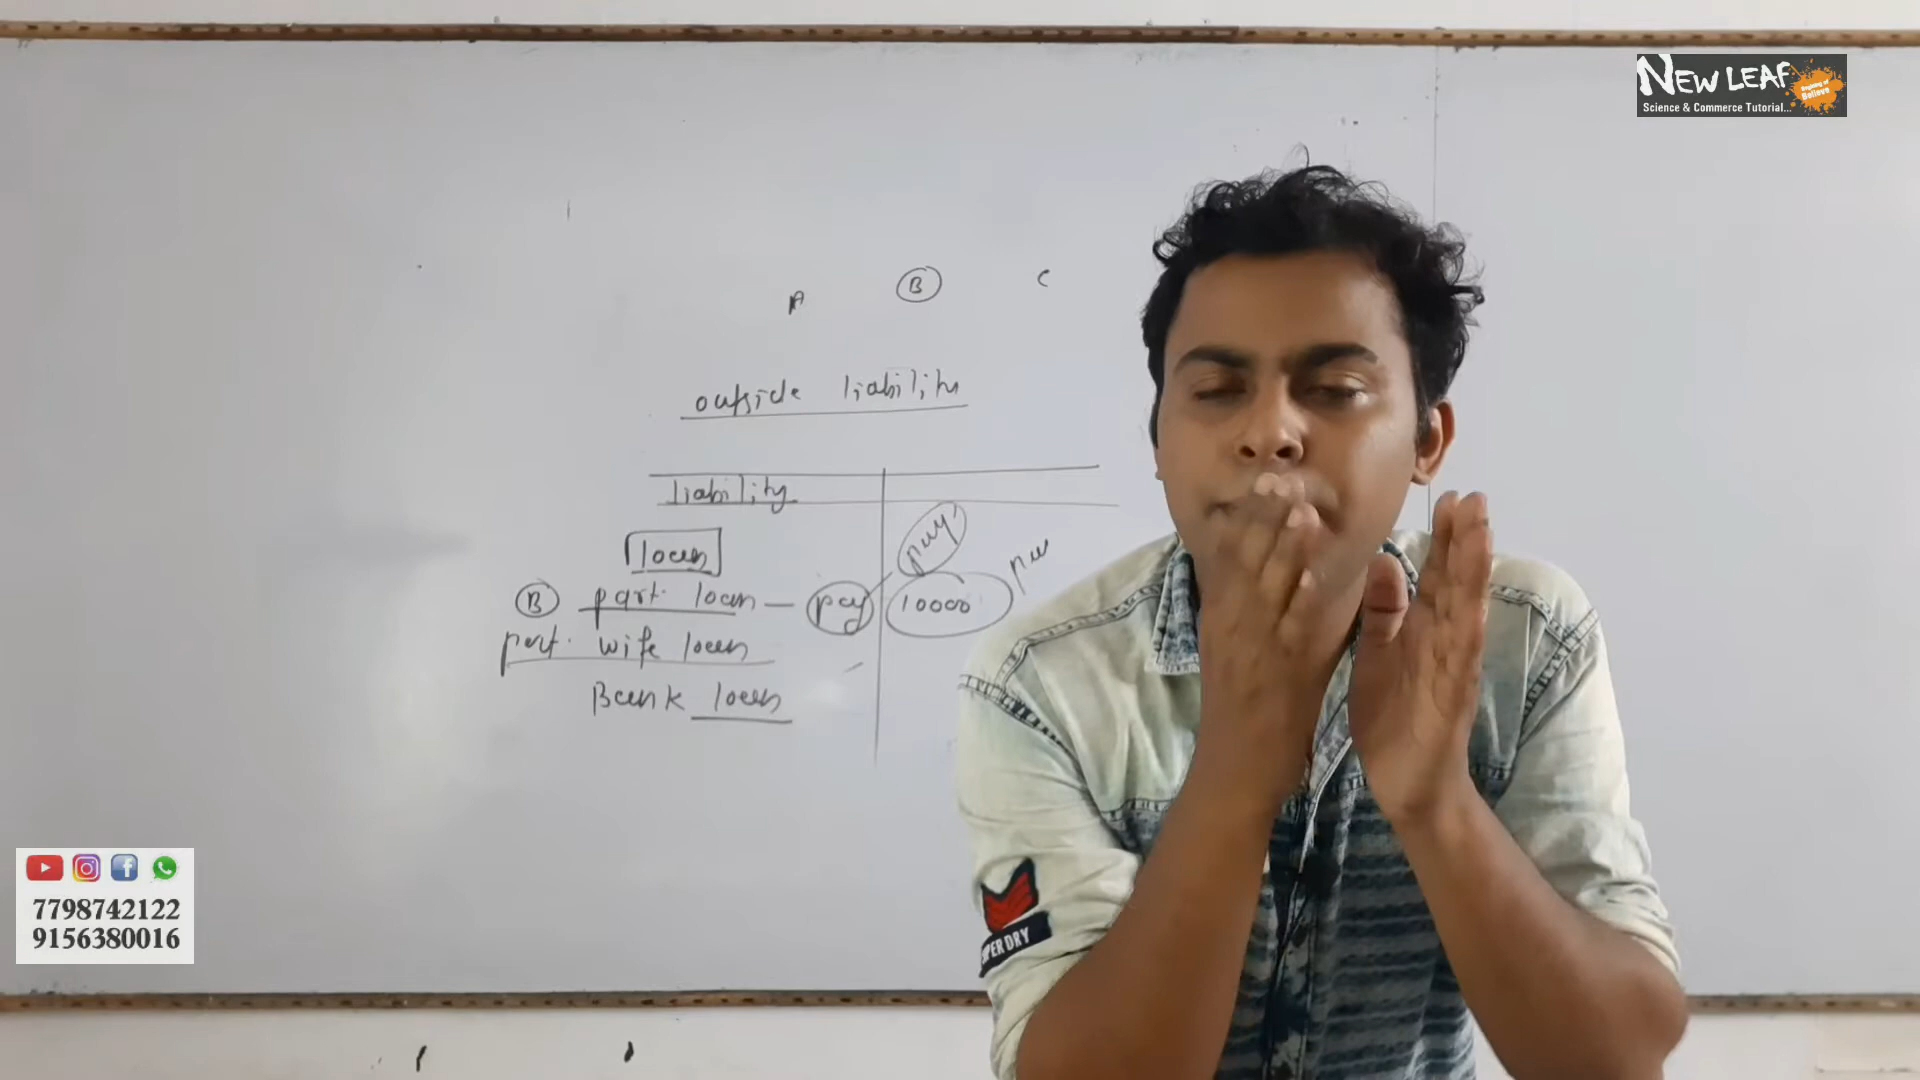 NEW LEAF
Science & Commerce Tutorial...
Believe
A B C
outside liability
liability
pay
loan
B part. loan — pay 10000
part. wife loan
Bank loan
SUPERDRY
7798742122
9156380016